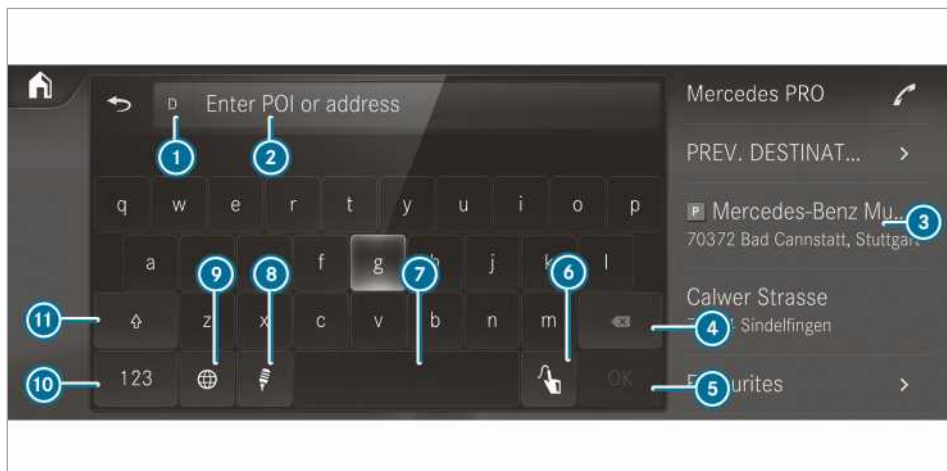 Mercedes PRO
D Enter POI or address
1 2
PREV. DESTINAT... >
q w e r t y u i o p
P Mercedes-Benz Mu... 3
70372 Bad Cannstatt, Stuttgart
a f g h j k l
9 8 7 6
Calwer Strasse
11 z x c v b n m 4
Sindelfingen
10 123 OK 5 >